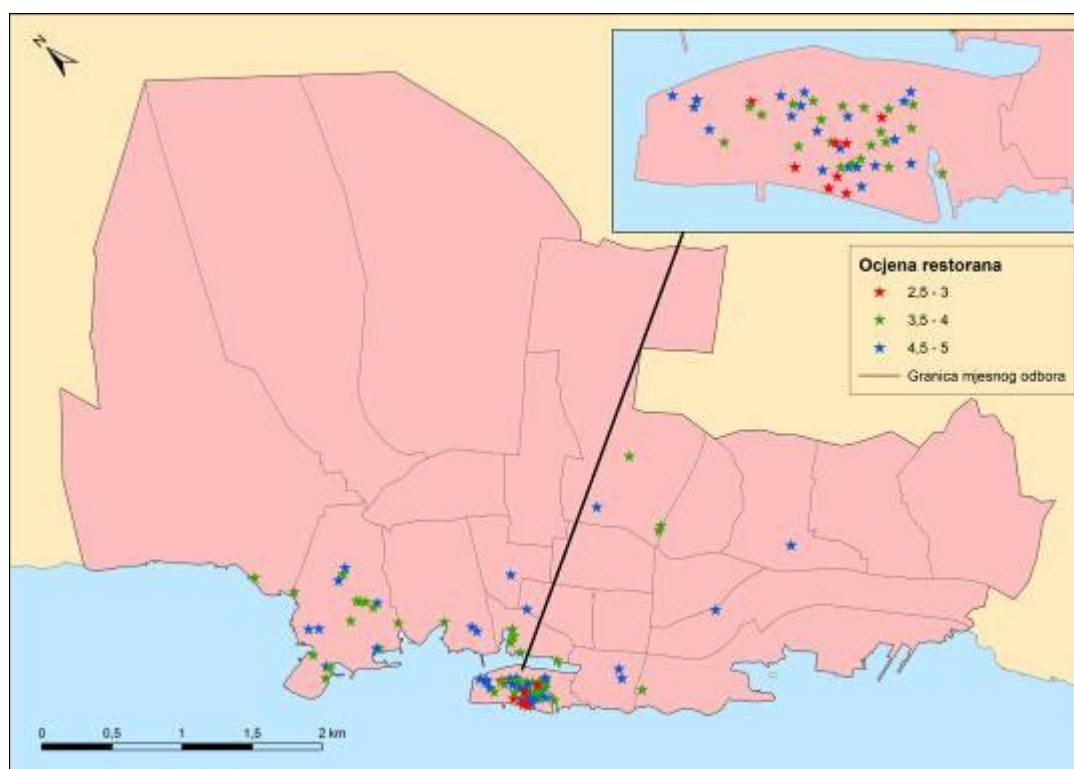 N
Ocjena restorana
2,5 - 3
3,5 - 4
4,5 - 5
Granica mjesnog odbora
0 0,5 1 1,5 2 km